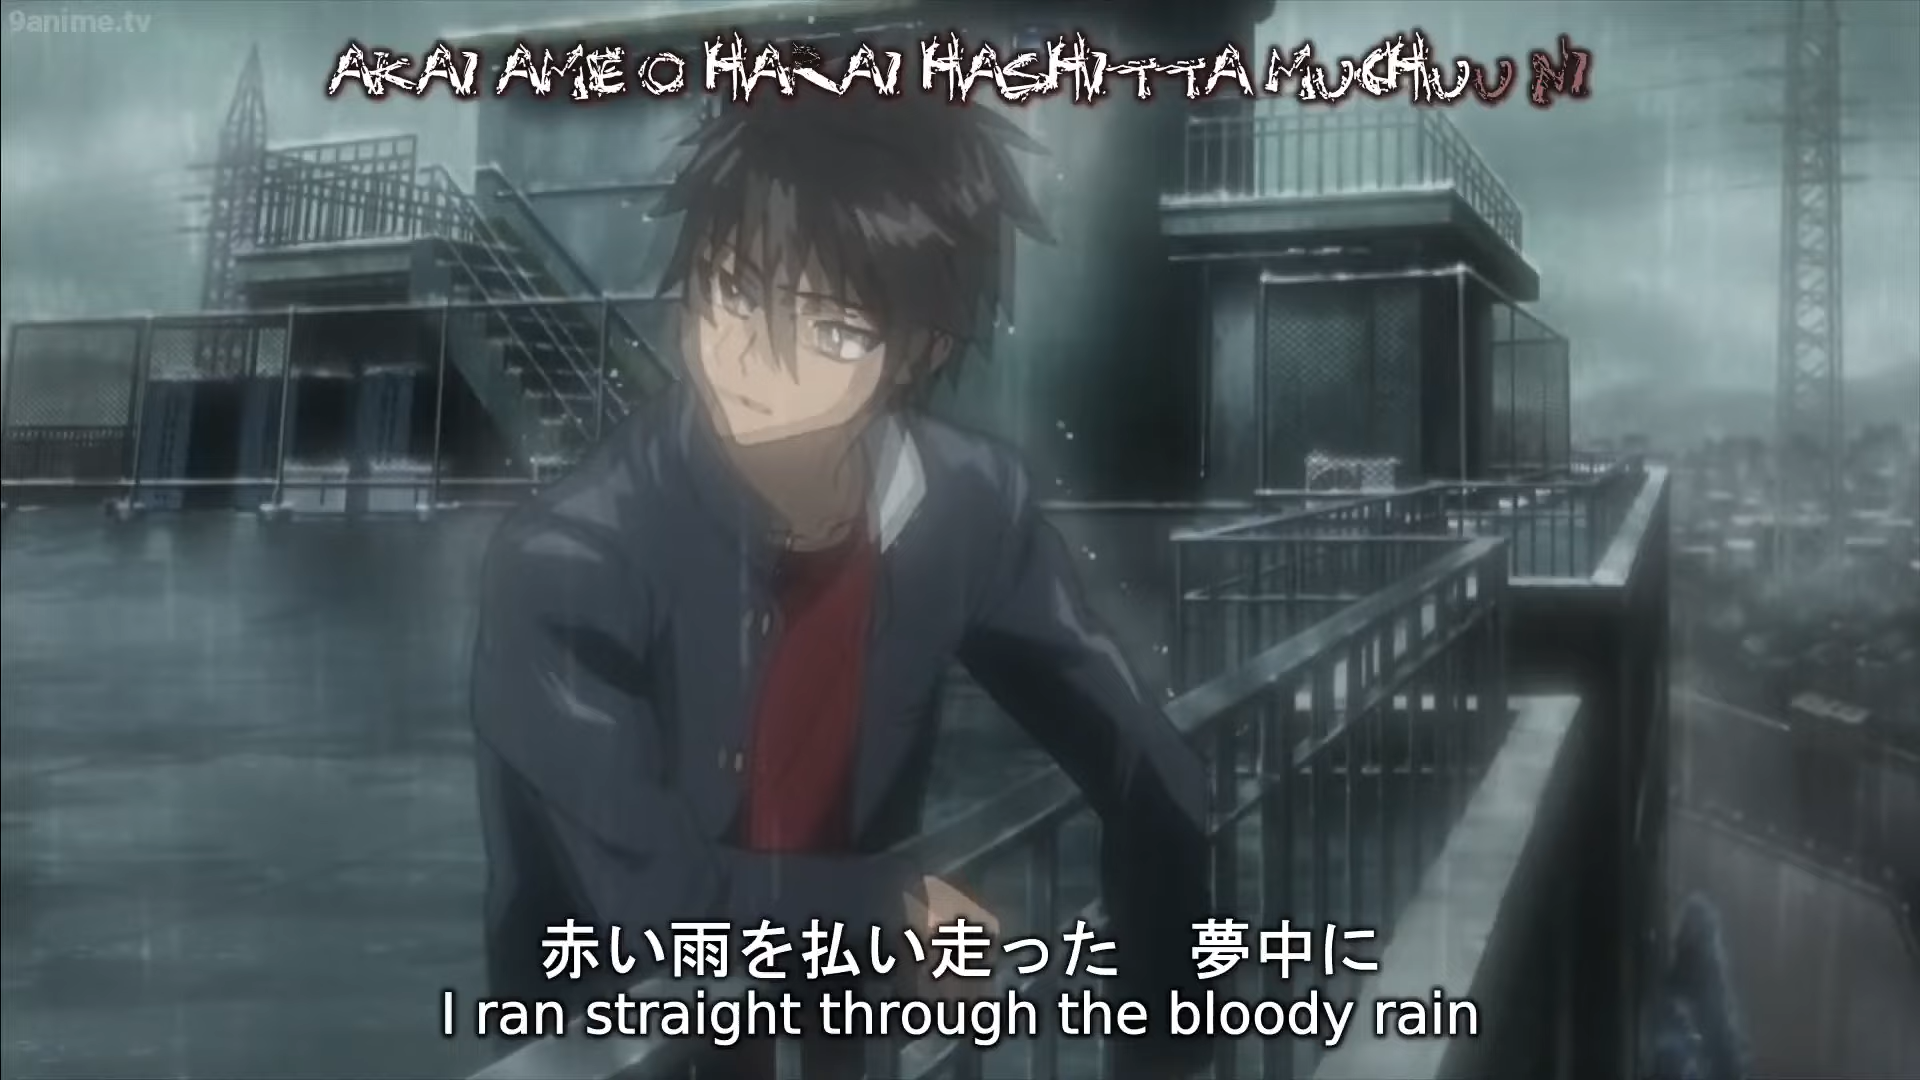 9anime.tv
AKAI AME O HARAI HASHITTA MUCHUU NI
赤い雨を払い走った　夢中に
I ran straight through the bloody rain